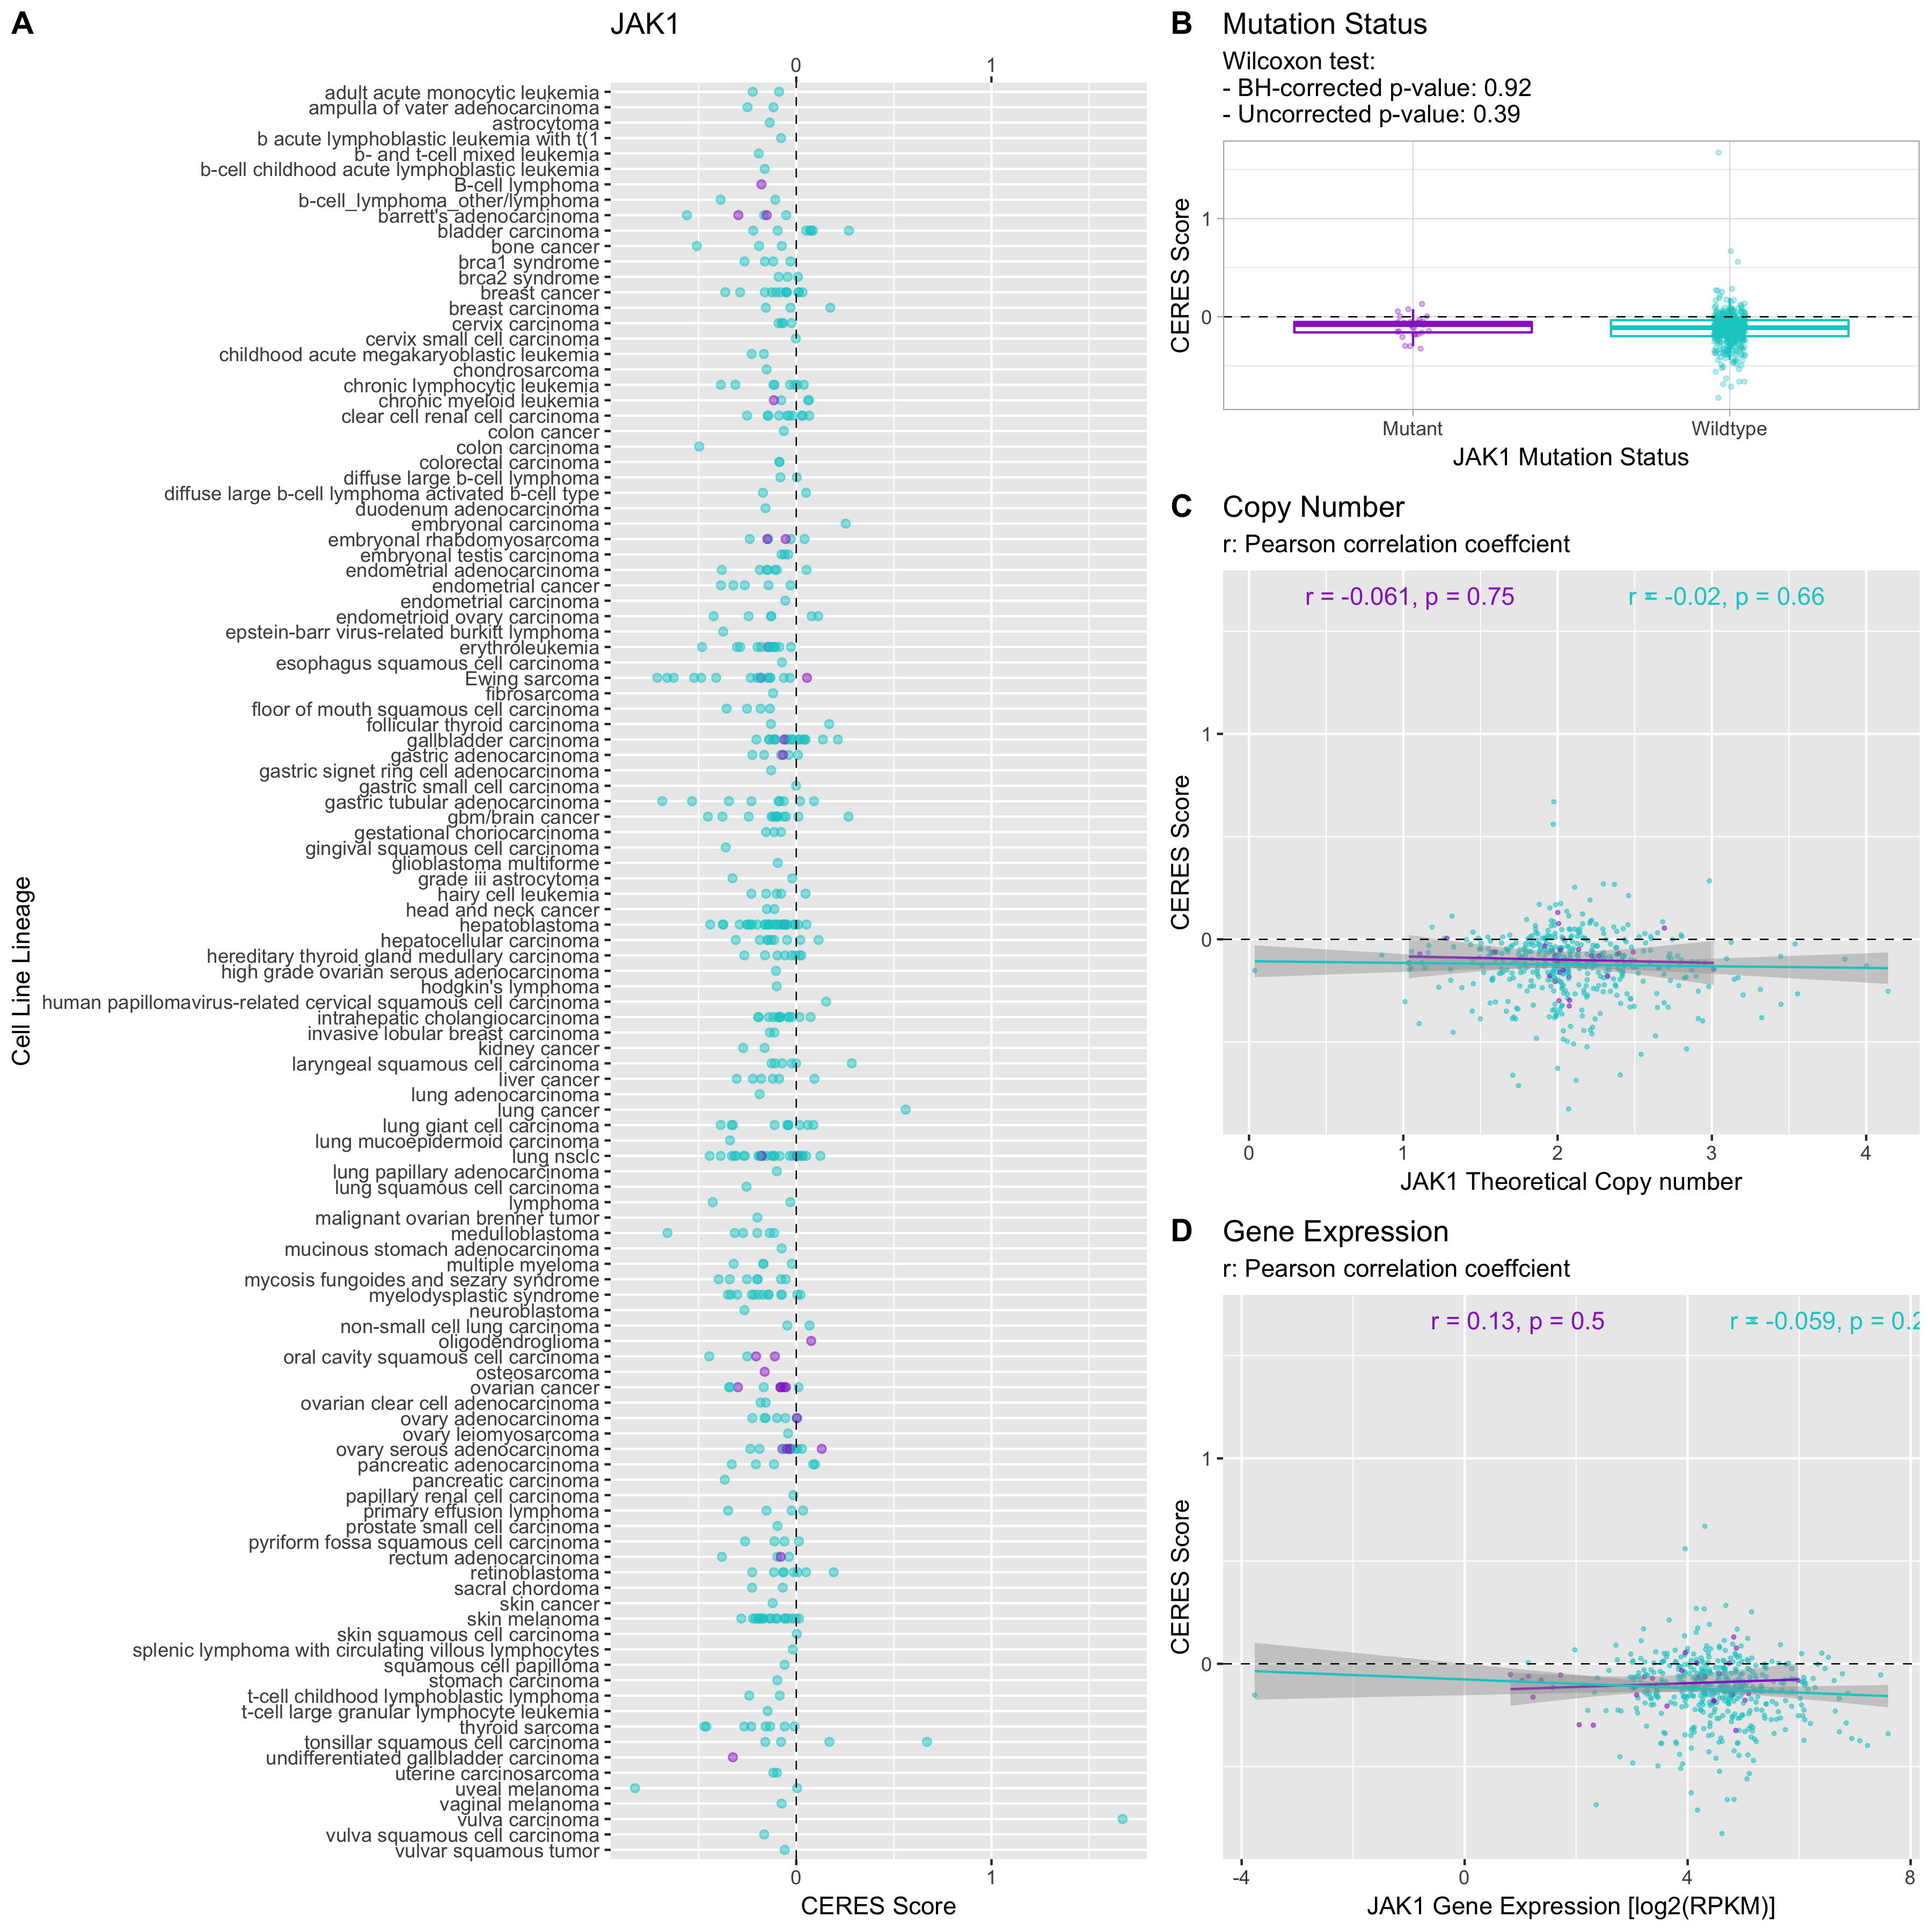 A
JAK1
0 1
Cell Line Lineage
adult acute monocytic leukemia
ampulla of vater adenocarcinoma
astrocytoma
b acute lymphoblastic leukemia with t(1
b- and t-cell mixed leukemia
b-cell childhood acute lymphoblastic leukemia
B-cell lymphoma
b-cell_lymphoma_other/lymphoma
barrett's adenocarcinoma
bladder carcinoma
bone cancer
brca1 syndrome
brca2 syndrome
breast cancer
breast carcinoma
cervix carcinoma
cervix small cell carcinoma
childhood acute megakaryoblastic leukemia
chondrosarcoma
chronic lymphocytic leukemia
chronic myeloid leukemia
clear cell renal cell carcinoma
colon cancer
colon carcinoma
colorectal carcinoma
diffuse large b-cell lymphoma
diffuse large b-cell lymphoma activated b-cell type
duodenum adenocarcinoma
embryonal carcinoma
embryonal rhabdomyosarcoma
embryonal testis carcinoma
endometrial adenocarcinoma
endometrial cancer
endometrial carcinoma
endometrioid ovary carcinoma
epstein-barr virus-related burkitt lymphoma
erythroleukemia
esophagus squamous cell carcinoma
Ewing sarcoma
fibrosarcoma
floor of mouth squamous cell carcinoma
follicular thyroid carcinoma
gallbladder carcinoma
gastric adenocarcinoma
gastric signet ring cell adenocarcinoma
gastric small cell carcinoma
gastric tubular adenocarcinoma
gbm/brain cancer
gestational choriocarcinoma
gingival squamous cell carcinoma
glioblastoma multiforme
grade iii astrocytoma
hairy cell leukemia
head and neck cancer
hepatoblastoma
hepatocellular carcinoma
hereditary thyroid gland medullary carcinoma
high grade ovarian serous adenocarcinoma
hodgkin's lymphoma
human papillomavirus-related cervical squamous cell carcinoma
intrahepatic cholangiocarcinoma
invasive lobular breast carcinoma
kidney cancer
laryngeal squamous cell carcinoma
liver cancer
lung adenocarcinoma
lung cancer
lung giant cell carcinoma
lung mucoepidermoid carcinoma
lung nsclc
lung papillary adenocarcinoma
lung squamous cell carcinoma
lymphoma
malignant ovarian brenner tumor
medulloblastoma
mucinous stomach adenocarcinoma
multiple myeloma
mycosis fungoides and sezary syndrome
myelodysplastic syndrome
neuroblastoma
non-small cell lung carcinoma
oligodendroglioma
oral cavity squamous cell carcinoma
osteosarcoma
ovarian cancer
ovarian clear cell adenocarcinoma
ovary adenocarcinoma
ovary leiomyosarcoma
ovary serous adenocarcinoma
pancreatic adenocarcinoma
pancreatic carcinoma
papillary renal cell carcinoma
primary effusion lymphoma
prostate small cell carcinoma
pyriform fossa squamous cell carcinoma
rectum adenocarcinoma
retinoblastoma
sacral chordoma
skin cancer
skin melanoma
skin squamous cell carcinoma
splenic lymphoma with circulating villous lymphocytes
squamous cell papilloma
stomach carcinoma
t-cell childhood lymphoblastic lymphoma
t-cell large granular lymphocyte leukemia
thyroid sarcoma
tonsillar squamous cell carcinoma
undifferentiated gallbladder carcinoma
uterine carcinosarcoma
uveal melanoma
vaginal melanoma
vulva carcinoma
vulva squamous cell carcinoma
vulvar squamous tumor
0 1
CERES Score
B Mutation Status
Wilcoxon test:
- BH-corrected p-value: 0.92
- Uncorrected p-value: 0.39
CERES Score
1
0
Mutant Wildtype
JAK1 Mutation Status
C Copy Number
r: Pearson correlation coeffcient
r = -0.061, p = 0.75 r = -0.02, p = 0.66
CERES Score
1
0
0 1 2 3 4
JAK1 Theoretical Copy number
D Gene Expression
r: Pearson correlation coeffcient
r = 0.13, p = 0.5 r = -0.059, p = 0.2
CERES Score
1
0
-4 0 4 8
JAK1 Gene Expression [log2(RPKM)]